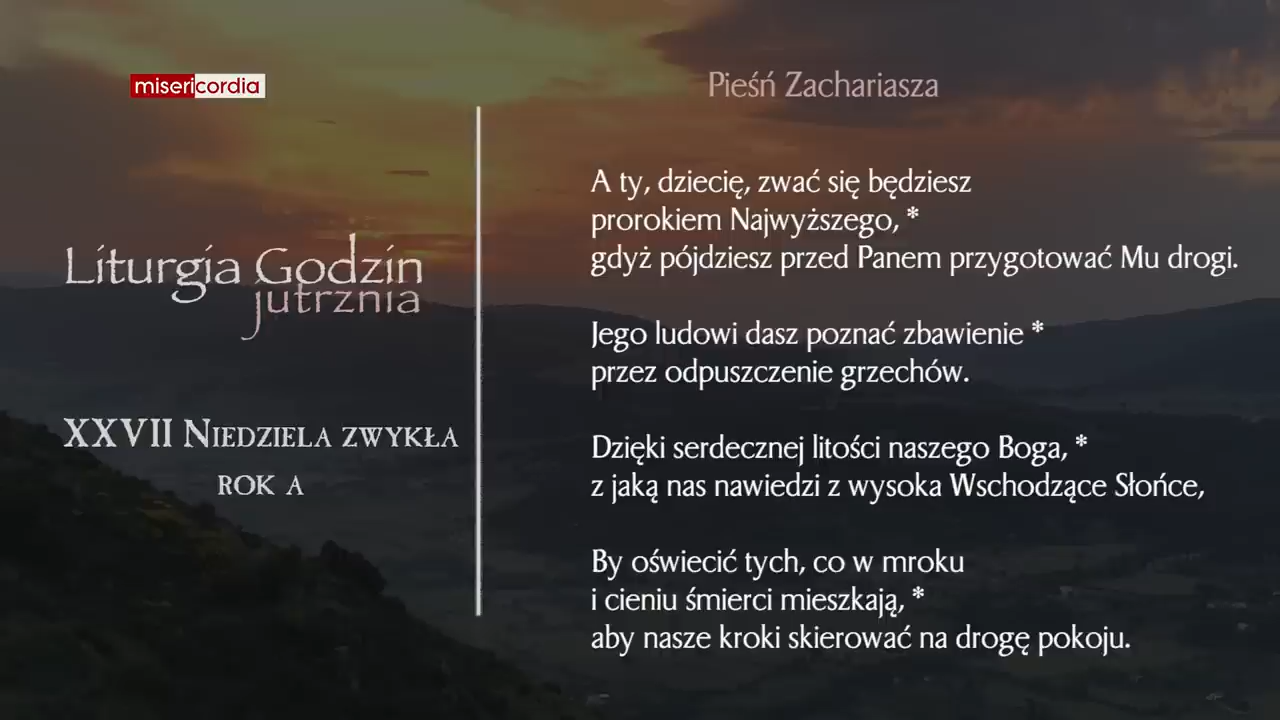 misericordia
Liturgia Godzin
jutrznia
XXVII Niedziela zwykła
rok A
Pieśń Zachariasza
A ty, dziecię, zwać się będziesz
prorokiem Najwyższego, *
gdyż pójdziesz przed Panem przygotować Mu drogi.
Jego ludowi dasz poznać zbawienie *
przez odpuszczenie grzechów.
Dzięki serdecznej litości naszego Boga, *
z jaką nas nawiedzi z wysoka Wschodzące Słońce,
By oświecić tych, co w mroku
i cieniu śmierci mieszkają, *
aby nasze kroki skierować na drogę pokoju.